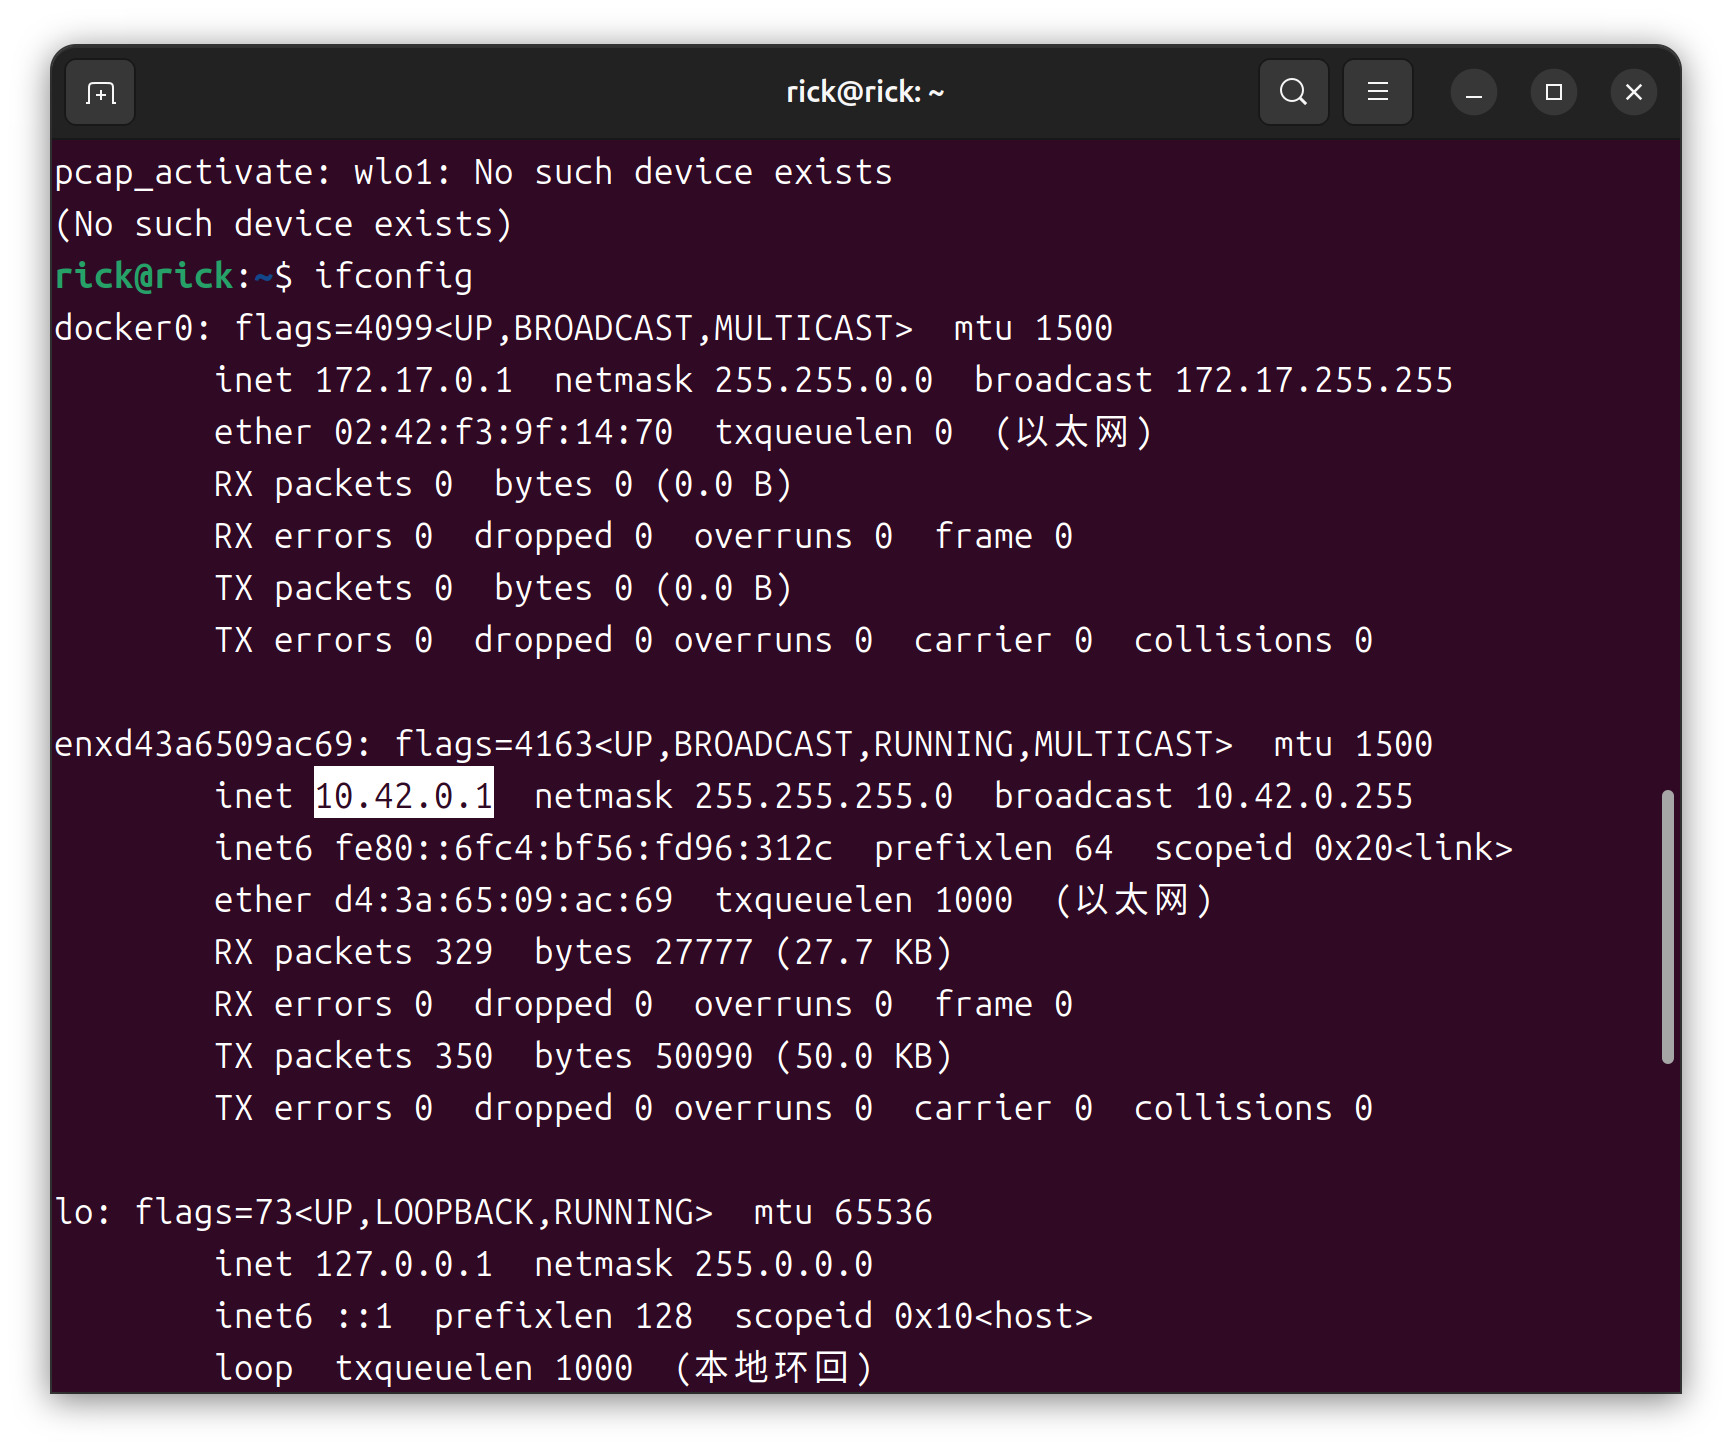 rick@rick: ~
pcap_activate: wlo1: No such device exists
(No such device exists)
rick@rick:~$ ifconfig
docker0: flags=4099<UP,BROADCAST,MULTICAST>  mtu 1500
        inet 172.17.0.1  netmask 255.255.0.0  broadcast 172.17.255.255
        ether 02:42:f3:9f:14:70  txqueuelen 0  (以太网)
        RX packets 0  bytes 0 (0.0 B)
        RX errors 0  dropped 0  overruns 0  frame 0
        TX packets 0  bytes 0 (0.0 B)
        TX errors 0  dropped 0 overruns 0  carrier 0  collisions 0
enxd43a6509ac69: flags=4163<UP,BROADCAST,RUNNING,MULTICAST>  mtu 1500
        inet 10.42.0.1  netmask 255.255.255.0  broadcast 10.42.0.255
        inet6 fe80::6fc4:bf56:fd96:312c  prefixlen 64  scopeid 0x20<link>
        ether d4:3a:65:09:ac:69  txqueuelen 1000  (以太网)
        RX packets 329  bytes 27777 (27.7 KB)
        RX errors 0  dropped 0  overruns 0  frame 0
        TX packets 350  bytes 50090 (50.0 KB)
        TX errors 0  dropped 0 overruns 0  carrier 0  collisions 0
lo: flags=73<UP,LOOPBACK,RUNNING>  mtu 65536
        inet 127.0.0.1  netmask 255.0.0.0
        inet6 ::1  prefixlen 128  scopeid 0x10<host>
        loop  txqueuelen 1000  (本地环回)